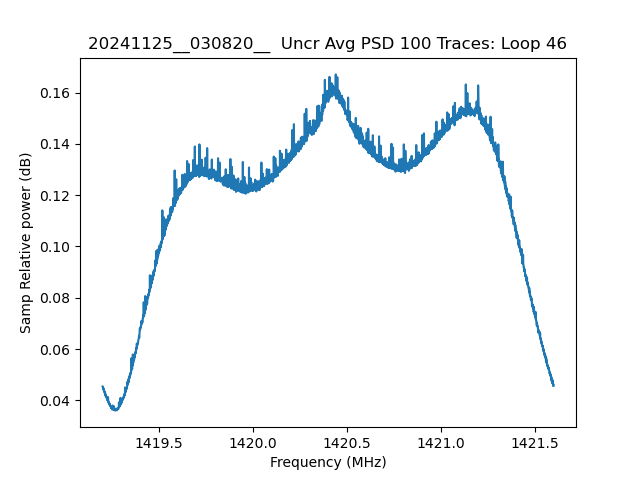 20241125__030820__  Uncr Avg PSD 100 Traces: Loop 46
0.16
0.14
0.12
0.10
0.08
0.06
0.04
Samp Relative power (dB)
1419.5 1420.0 1420.5 1421.0 1421.5
Frequency (MHz)